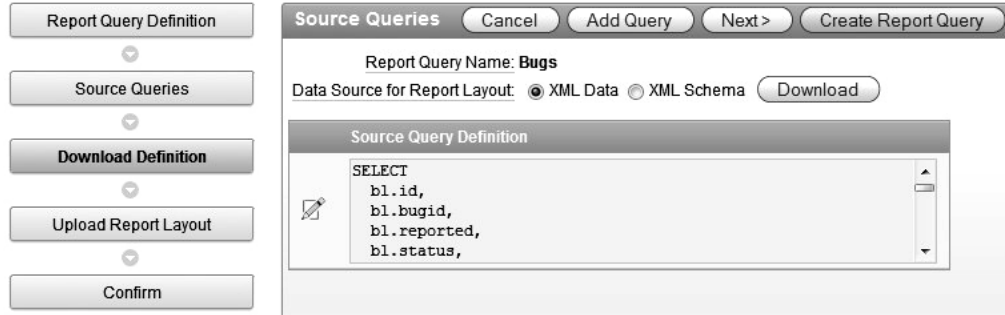 Report Query Definition
Source Queries
Download Definition
Upload Report Layout
Confirm
Source Queries Cancel Add Query Next > Create Report Query
Report Query Name: Bugs
Data Source for Report Layout: XML Data XML Schema Download
Source Query Definition
SELECT
bl.id,
bl.bugid,
bl.reported,
bl.status,